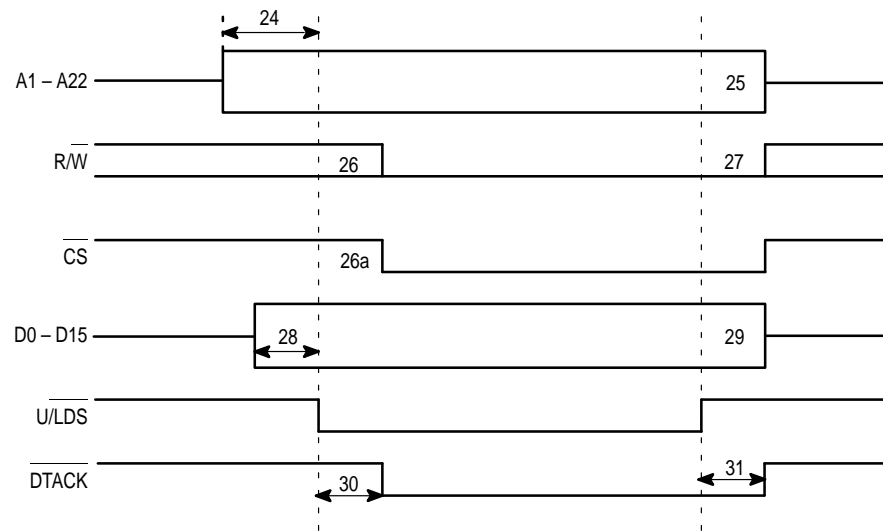 24
A1 – A22
25
R/W
26
27
CS
26a
D0 – D15
28
29
U/LDS
DTACK
30
31